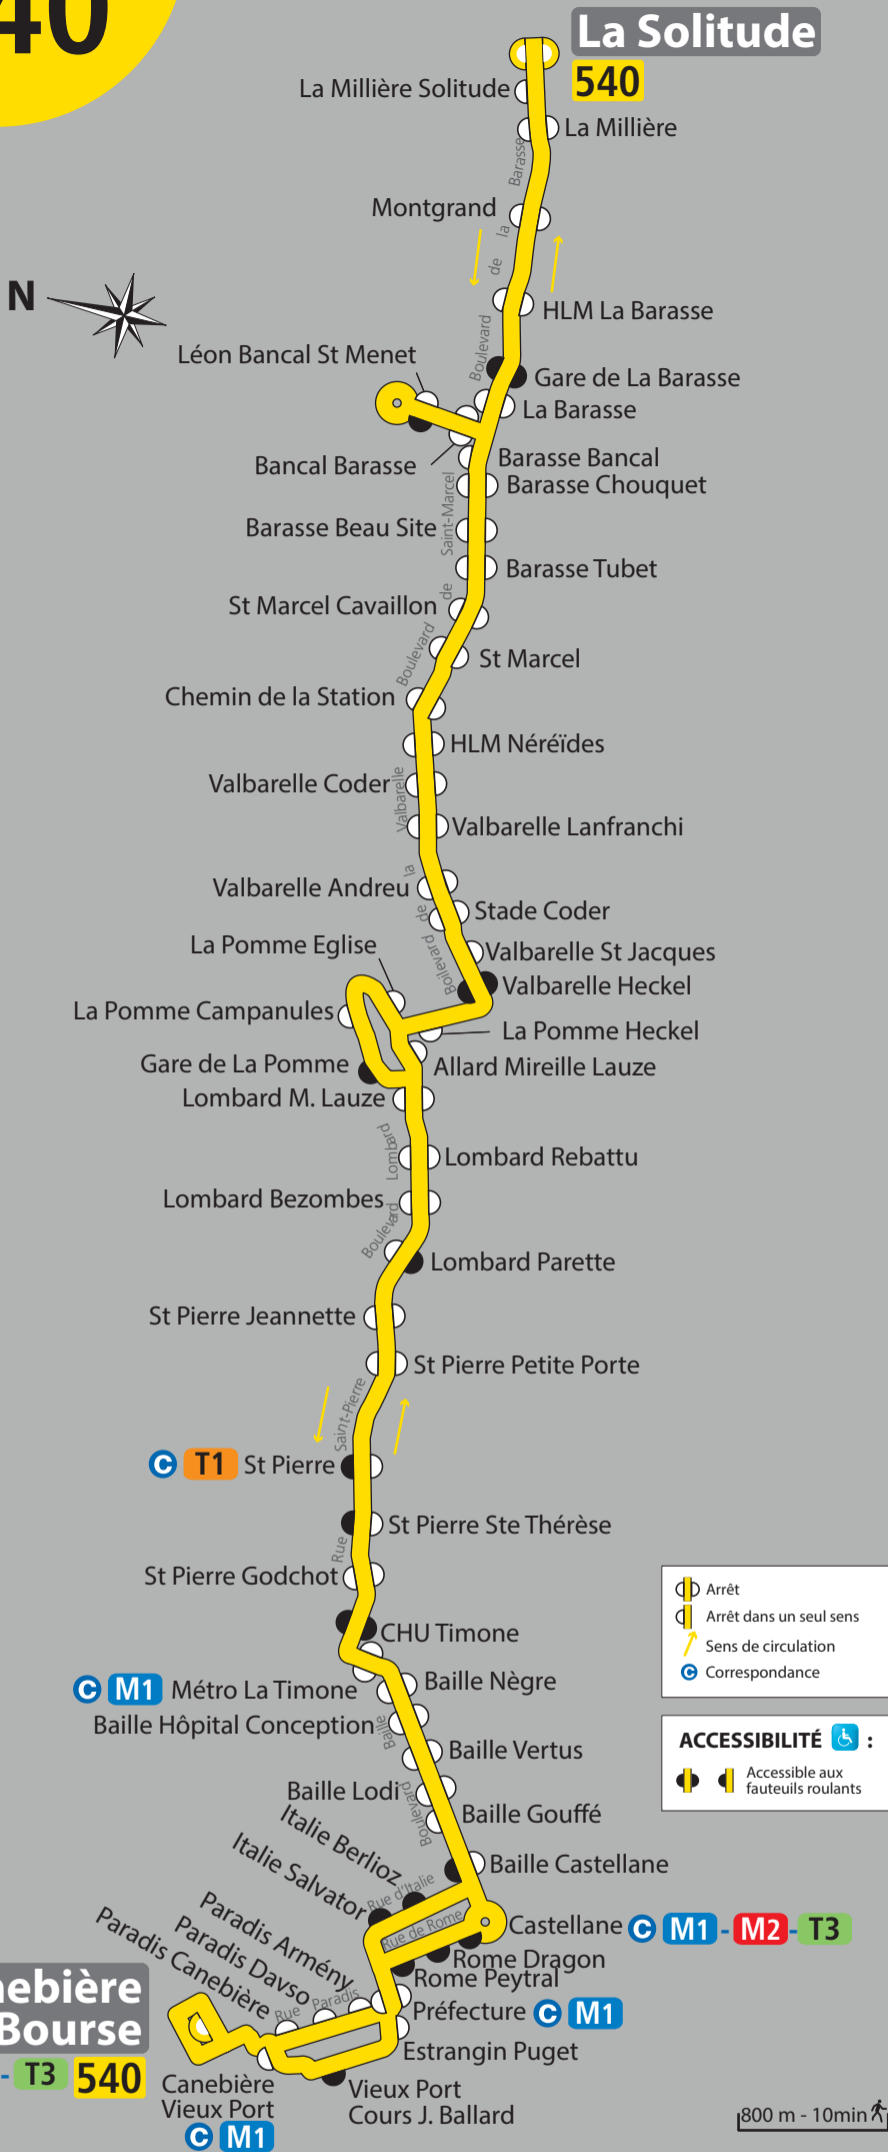 40
La Solitude
540
La Millière Solitude
La Millière
Barasse
Montgrand
la
de
N
HLM La Barasse
Boulevard
Léon Bancal St Menet
Gare de La Barasse
La Barasse
Barasse Bancal
Bancal Barasse
Barasse Chouquet
Saint-Marcel
Barasse Beau Site
Barasse Tubet
de
St Marcel Cavaillon
Boulevard
St Marcel
Chemin de la Station
HLM Néréïdes
Valbarelle Coder
Valbarelle
Valbarelle Lanfranchi
la
Valbarelle Andreu
de
Stade Coder
La Pomme Eglise
Valbarelle St Jacques
Boilevard
Valbarelle Heckel
La Pomme Campanules
La Pomme Heckel
Gare de La Pomme
Allard Mireille Lauze
Lombard M. Lauze
Lombard
Lombard Rebattu
Lombard Bezombes
Boulevard
Lombard Parette
St Pierre Jeannette
St Pierre Petite Porte
Saint-Pierre
C T1 St Pierre
St Pierre Ste Thérèse
Rue
St Pierre Godchot
Arrêt
Arrêt dans un seul sens
Sens de circulation
C Correspondance
CHU Timone
C M1 Métro La Timone
Baille Nègre
Baille Hôpital Conception
Baille
Baille Vertus
ACCESSIBILITÉ :
Accessible aux
fauteuils roulants
Baille Lodi
Boulevard
Baille Gouffé
Italie Berlioz
Baille Castellane
Italie Salvator
Rue d'Italie
Castellane C M1 - M2 - T3
Rue de Rome
Paradis Armény
Rome Dragon
Paradis Davso
Rome Peytral
Paradis Canebière
Rue Paradis
Préfecture C M1
Estrangin Puget
nebière
Bourse
- T3 540
Canebière
Vieux Port
C M1
Vieux Port
Cours J. Ballard
800 m - 10min